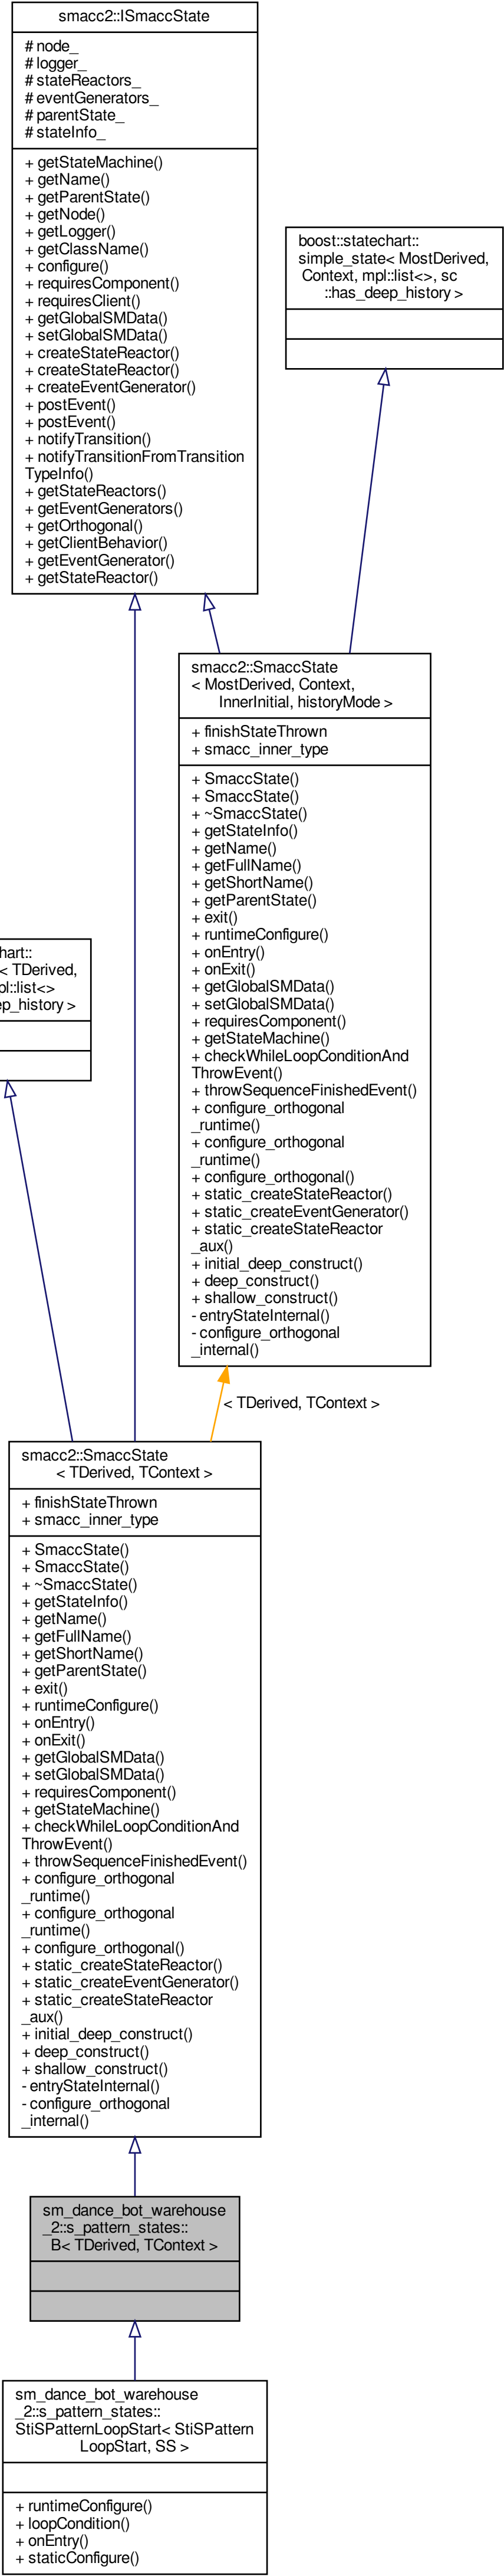 smacc2::ISmaccState
# node_
# logger_
# stateReactors_
# eventGenerators_
# parentState_
# stateInfo_
+ getStateMachine()
+ getName()
+ getParentState()
+ getNode()
+ getLogger()
+ getClassName()
+ configure()
+ requiresComponent()
+ requiresClient()
+ getGlobalSMData()
+ setGlobalSMData()
+ createStateReactor()
+ createStateReactor()
+ createEventGenerator()
+ postEvent()
+ postEvent()
+ notifyTransition()
+ notifyTransitionFromTransition
TypeInfo()
+ getStateReactors()
+ getEventGenerators()
+ getOrthogonal()
+ getClientBehavior()
+ getEventGenerator()
+ getStateReactor()
boost::statechart::
simple_state< MostDerived,
Context, mpl::list<>, sc
::has_deep_history >
smacc2::SmaccState
< MostDerived, Context,
InnerInitial, historyMode >
+ finishStateThrown
+ smacc_inner_type
+ SmaccState()
+ SmaccState()
+ ~SmaccState()
+ getStateInfo()
+ getName()
+ getFullName()
+ getShortName()
+ getParentState()
+ exit()
+ runtimeConfigure()
+ onEntry()
+ onExit()
+ getGlobalSMData()
+ setGlobalSMData()
+ requiresComponent()
+ getStateMachine()
+ checkWhileLoopConditionAnd
ThrowEvent()
+ throwSequenceFinishedEvent()
+ configure_orthogonal
_runtime()
+ configure_orthogonal
_runtime()
+ configure_orthogonal()
+ static_createStateReactor()
+ static_createEventGenerator()
+ static_createStateReactor
_aux()
+ initial_deep_construct()
+ deep_construct()
+ shallow_construct()
- entryStateInternal()
- configure_orthogonal
_internal()
hart::
< TDerived,
pl::list<>
ep_history >
< TDerived, TContext >
smacc2::SmaccState
< TDerived, TContext >
+ finishStateThrown
+ smacc_inner_type
+ SmaccState()
+ SmaccState()
+ ~SmaccState()
+ getStateInfo()
+ getName()
+ getFullName()
+ getShortName()
+ getParentState()
+ exit()
+ runtimeConfigure()
+ onEntry()
+ onExit()
+ getGlobalSMData()
+ setGlobalSMData()
+ requiresComponent()
+ getStateMachine()
+ checkWhileLoopConditionAnd
ThrowEvent()
+ throwSequenceFinishedEvent()
+ configure_orthogonal
_runtime()
+ configure_orthogonal
_runtime()
+ configure_orthogonal()
+ static_createStateReactor()
+ static_createEventGenerator()
+ static_createStateReactor
_aux()
+ initial_deep_construct()
+ deep_construct()
+ shallow_construct()
- entryStateInternal()
- configure_orthogonal
_internal()
sm_dance_bot_warehouse
_2::s_pattern_states::
B< TDerived, TContext >
sm_dance_bot_warehouse
_2::s_pattern_states::
StiSPatternLoopStart< StiSPattern
LoopStart, SS >
+ runtimeConfigure()
+ loopCondition()
+ onEntry()
+ staticConfigure()